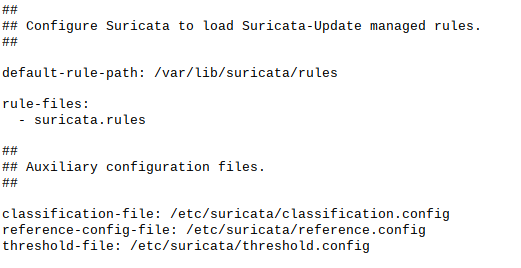 ##
## Configure Suricata to load Suricata-Update managed rules.
##
default-rule-path: /var/lib/suricata/rules
rule-files:
  - suricata.rules
##
## Auxiliary configuration files.
##
classification-file: /etc/suricata/classification.config
reference-config-file: /etc/suricata/reference.config
threshold-file: /etc/suricata/threshold.config